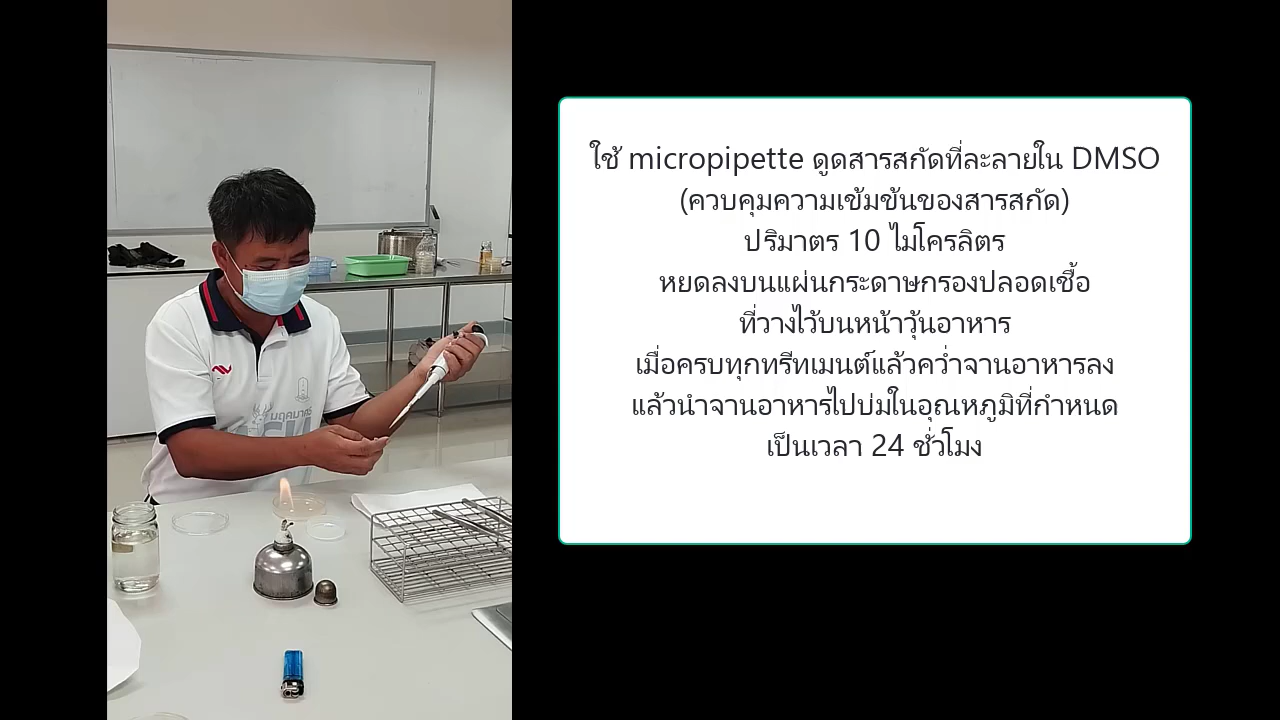 ใช้ micropipette ดูดสารสกัดที่ละลายใน DMSO
(ควบคุมความเข้มข้นของสารสกัด)
ปริมาตร 10 ไมโครลิตร
หยดลงบนแผ่นกระดาษกรองปลอดเชื้อ
ที่วางไว้บนหน้าวุ้นอาหาร
เมื่อครบทุกทรีทเมนต์แล้วคว่ำจานอาหารลง
แล้วนำจานอาหารไปบ่มในอุณหภูมิที่กำหนด
เป็นเวลา 24 ชั่วโมง